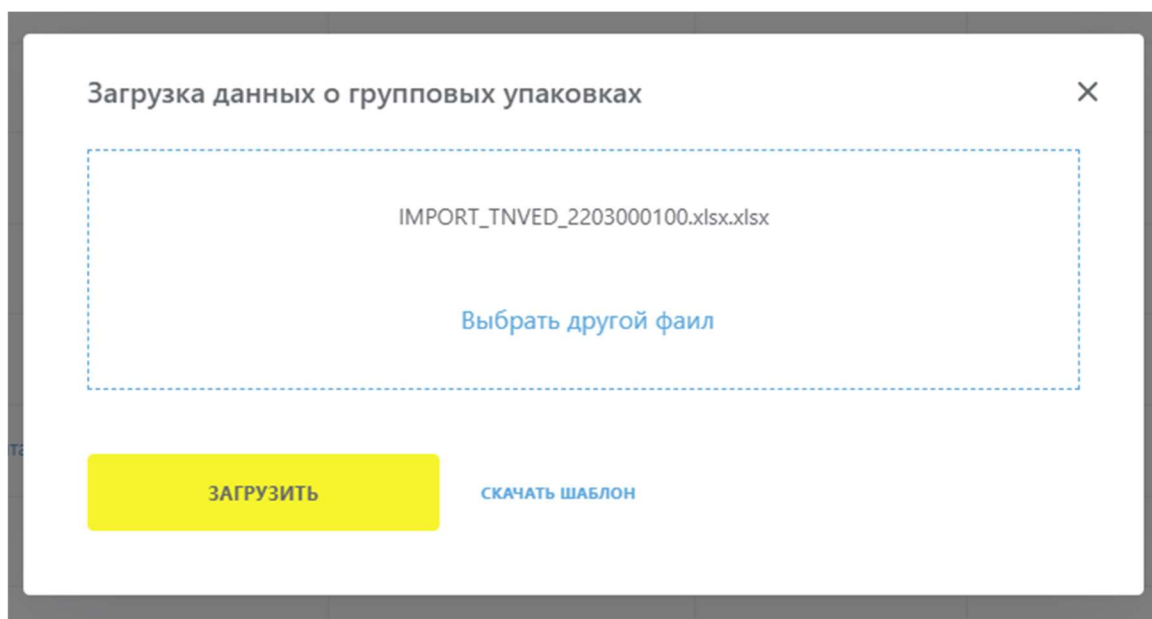 Загрузка данных о групповых упаковках
IMPORT_TNVED_2203000100.xlsx.xlsx
Выбрать другой фаил
ЗАГРУЗИТЬ
СКАЧАТЬ ШАБЛОН